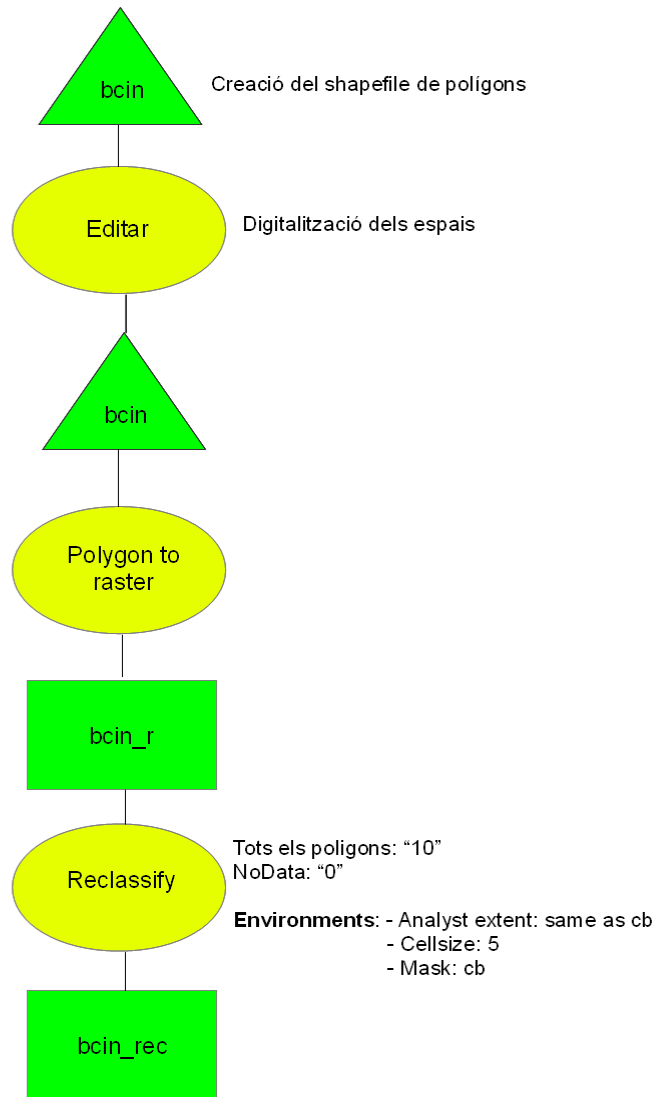 bcin
Creació del shapefile de polígons
Editar
Digitalització dels espais
bcin
Polygon to
raster
bcin_r
Reclassify
Tots els poligons: “10”
NoData: “0”
Environments: - Analyst extent: same as cb
- Cellsize: 5
- Mask: cb
bcin_rec